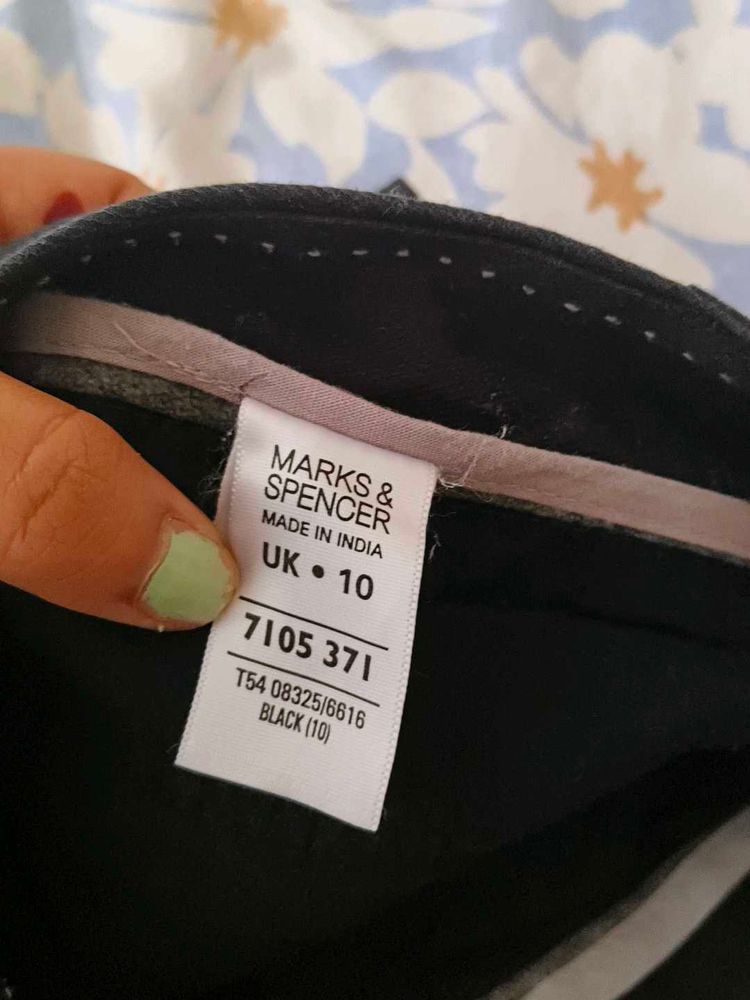 MARKS &
SPENCER
MADE IN INDIA
UK • 10
7105 371
T54 08325/6616
BLACK (10)